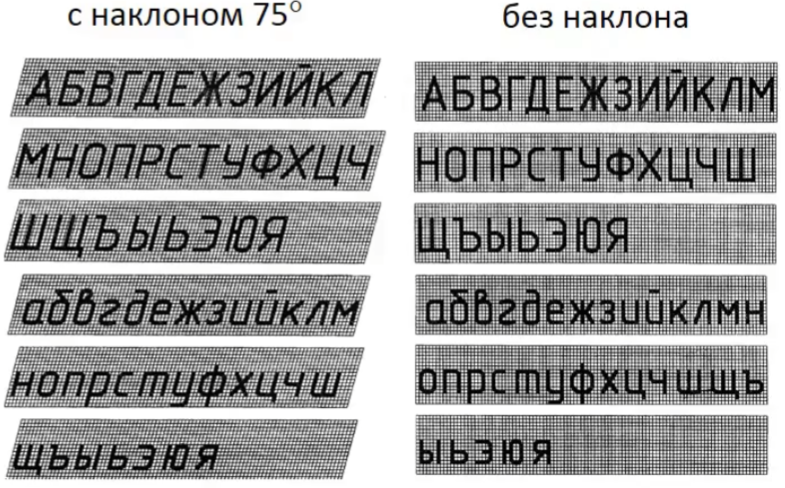 с наклоном 75°
АБВГДЕЖЗИЙКЛ
МНОПРСТУФХЦЧ
ШЩЪЫЬЭЮЯ
абвгдежзийклм
нопрстуфхцчш
щъыьэюя
без наклона
АБВГДЕЖЗИЙКЛМ
НОПРСТУФХЦЧШ
ЩЪЫЬЭЮЯ
абвгдежзийклмн
опрстуфхцчшщъ
ыьэюя